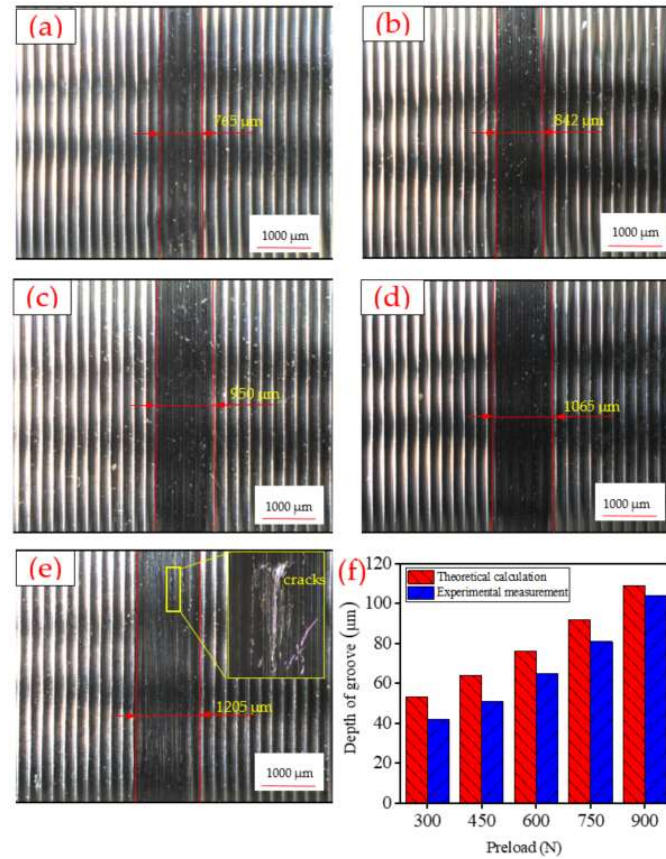 (a)
765 µm
1000 µm
(b)
842 µm
1000 µm
(c)
950 µm
1000 µm
(d)
1065 µm
1000 µm
(e)
cracks
1205 µm
1000 µm
(f)
Theoretical calculation
Experimental measurement
Depth of groove (µm)
120
100
80
60
40
20
0
300 450 600 750 900
Preload (N)